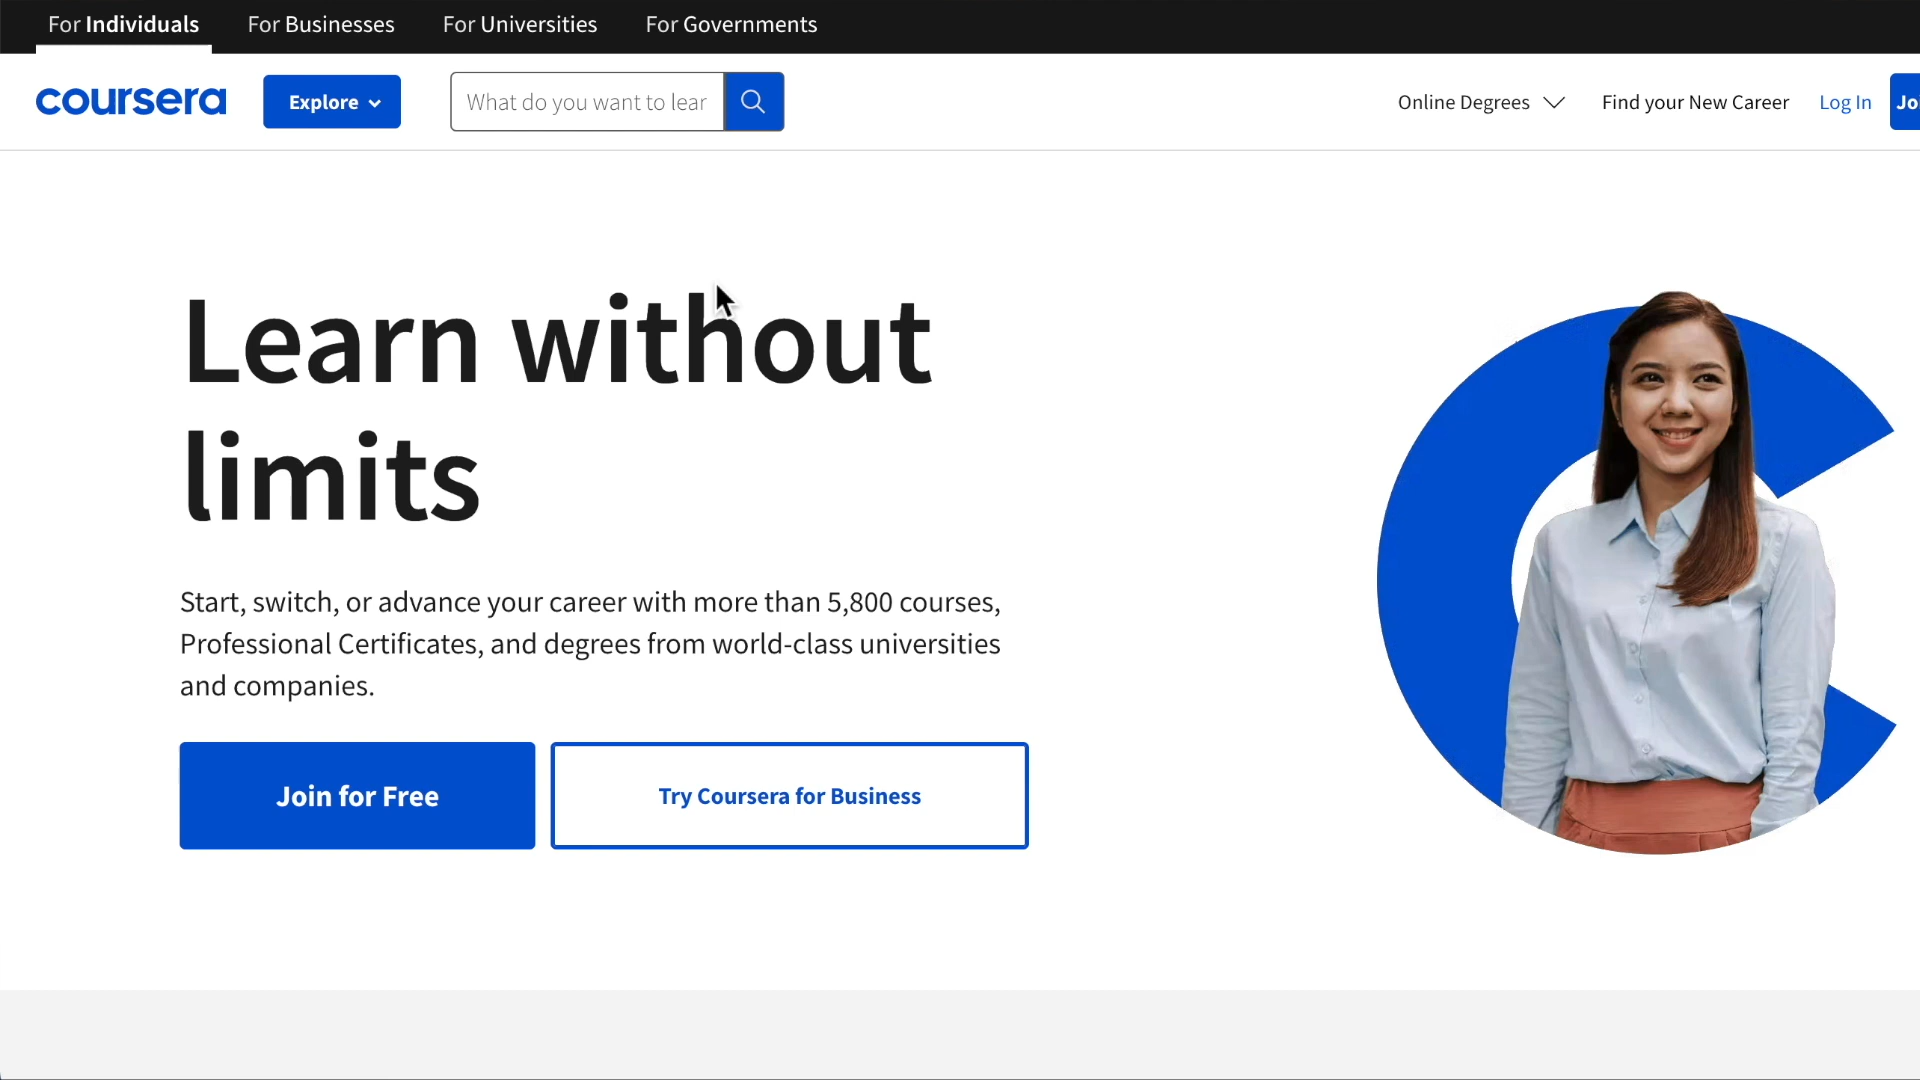 For Individuals For Businesses For Universities For Governments
coursera Explore What do you want to lear Online Degrees Find your New Career Log In Jo
Learn without
limits
Start, switch, or advance your career with more than 5,800 courses,
Professional Certificates, and degrees from world-class universities
and companies.
Join for Free Try Coursera for Business